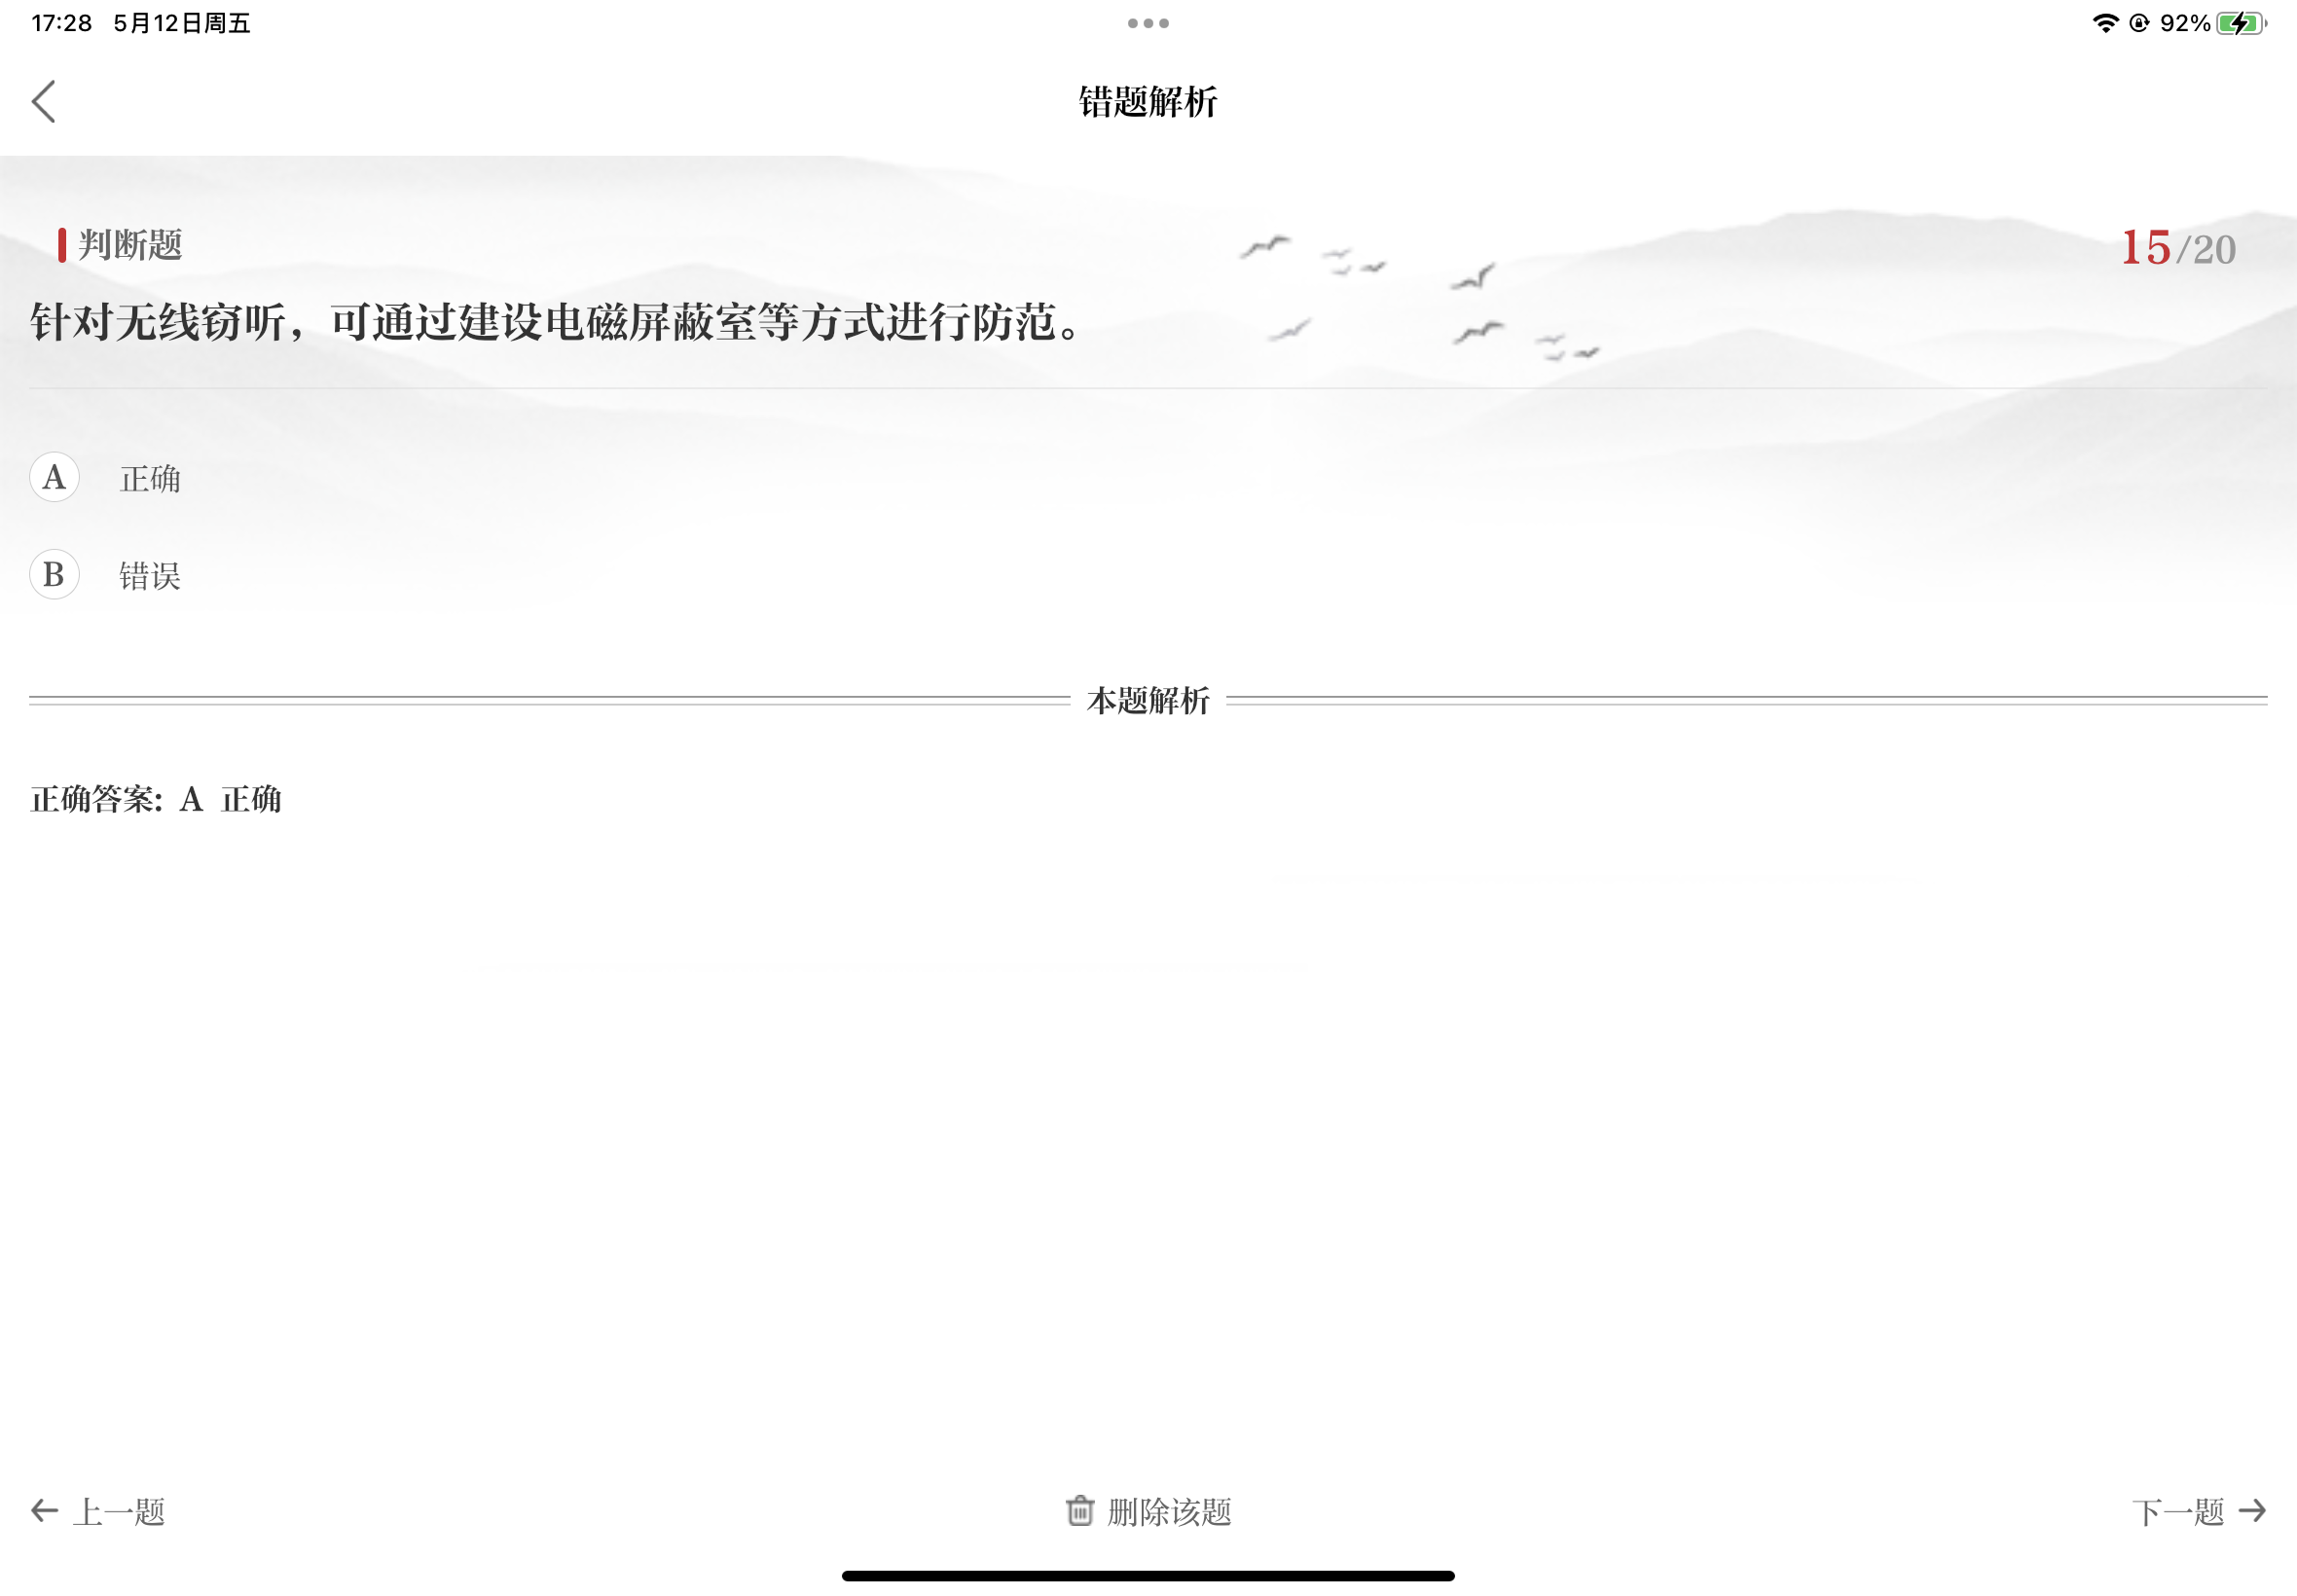 17:28 5月12日周五
92%
错题解析
判断题
15/20
针对无线窃听，可通过建设电磁屏蔽室等方式进行防范。
A 正确
B 错误
本题解析
正确答案: A 正确
上一题
删除该题
下一题